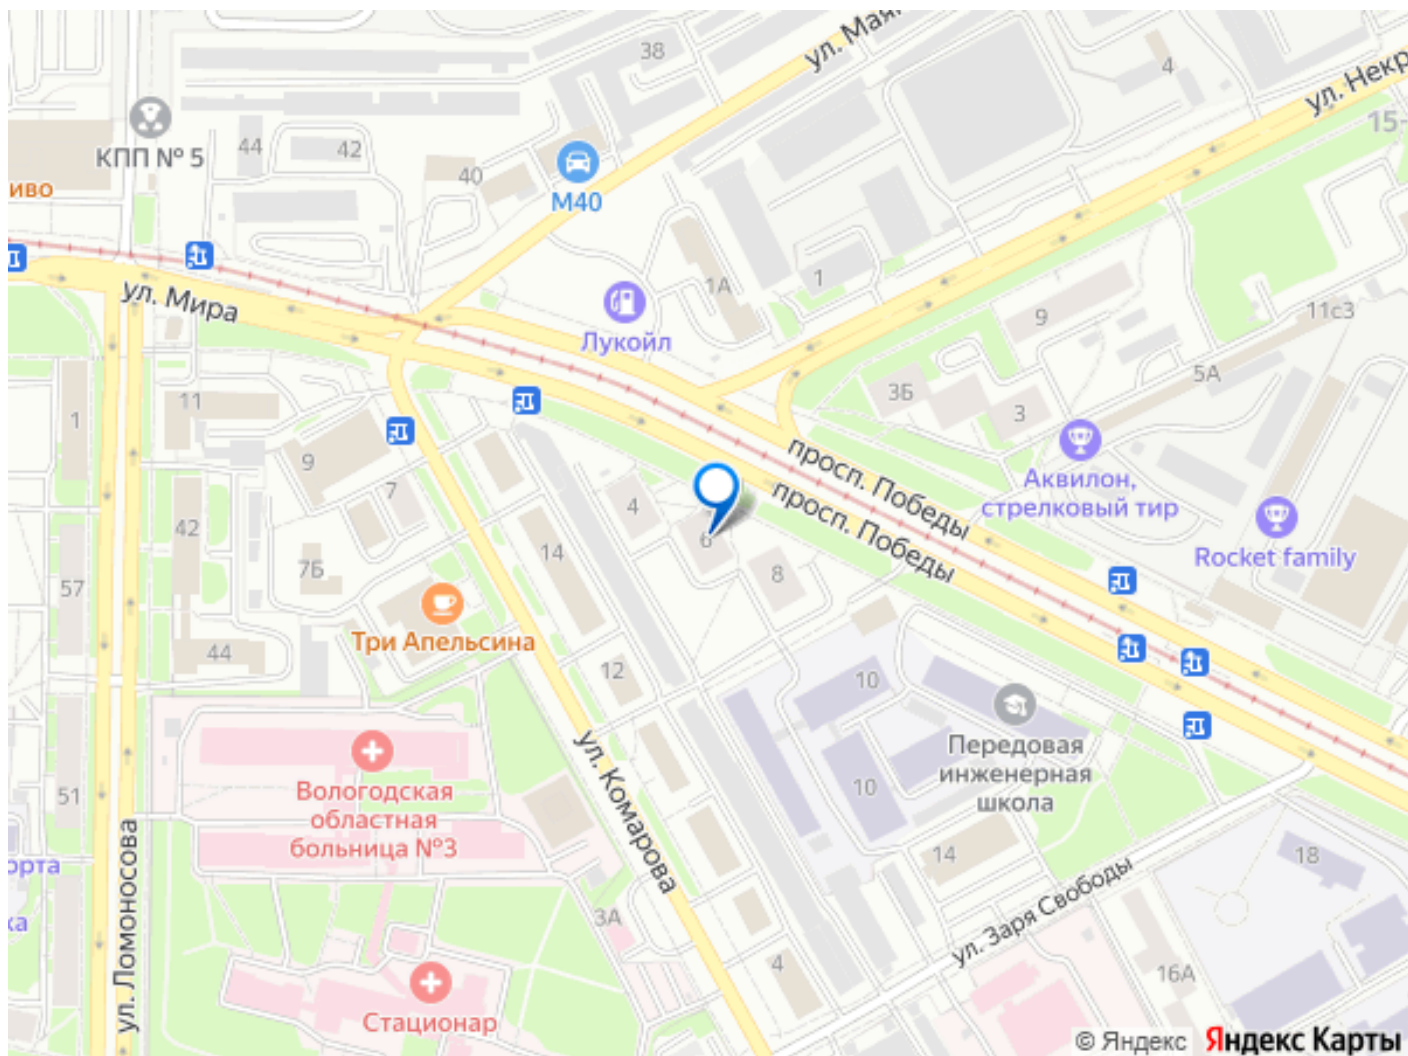 ул. Маяк
38
4
ул. Некр
15-
КПП № 5
44
42
40
иво
М40
ул. Мира
1А
1
Лукойл
9
11с3
5А
3Б
3
1
11
Аквилон,
стрелковый тир
просп. Победы
просп. Победы
Rocket family
9
7
4
6
8
42
14
7Б
57
Три Апельсина
44
12
10
Передовая
инженерная
школа
10
ул. Комарова
Вологодская
областная
больница №3
51
орта
ка
ул. Ломоносова
14
18
ул. Заря Свободы
3А
4
16А
Стационар
© Яндекс Яндекс Карты